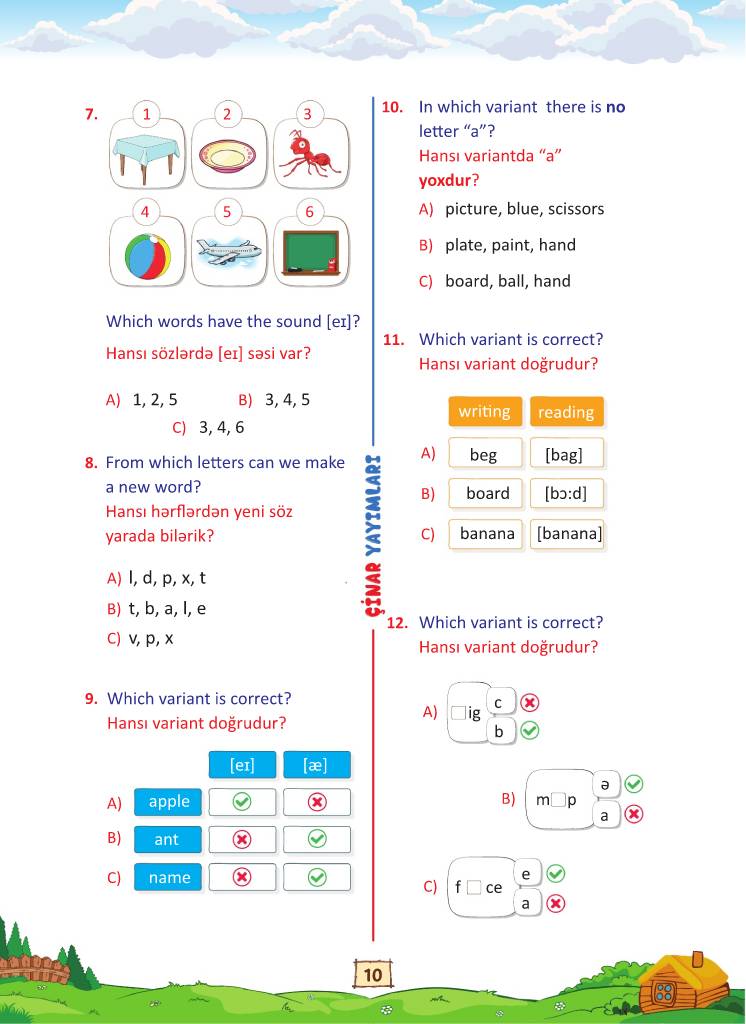 7.
1 2 3
4 5 6
Which words have the sound [eɪ]?
Hansı sözlərdə [eɪ] səsi var?
A) 1, 2, 5 B) 3, 4, 5
C) 3, 4, 6
8. From which letters can we make
a new word?
Hansı hərflərdən yeni söz
yarada bilərik?
A) l, d, p, x, t
B) t, b, a, l, e
C) v, p, x
9. Which variant is correct?
Hansı variant doğrudur?
[eɪ] [æ]
A) apple
B) ant
C) name
ÇİNAR YAYIMLARI
10. In which variant there is no
letter “a”?
Hansı variantda “a”
yoxdur?
A) picture, blue, scissors
B) plate, paint, hand
C) board, ball, hand
11. Which variant is correct?
Hansı variant doğrudur?
writing reading
A) beg [bag]
B) board [bɔ:d]
C) banana [banana]
12. Which variant is correct?
Hansı variant doğrudur?
A) □ig c
b
B) m□p ə
a
C) f □ ce e
a
10